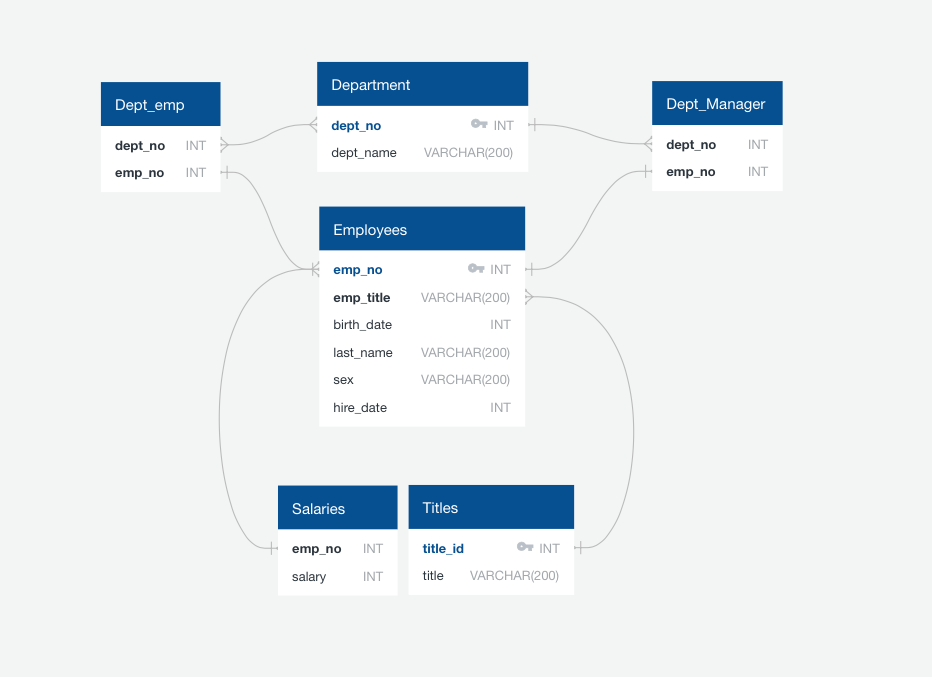 Dept_emp
dept_no INT
emp_no INT
Department
dept_no INT
dept_name VARCHAR(200)
Dept_Manager
dept_no INT
emp_no INT
Employees
emp_no INT
emp_title VARCHAR(200)
birth_date INT
last_name VARCHAR(200)
sex VARCHAR(200)
hire_date INT
Salaries
emp_no INT
salary INT
Titles
title_id INT
title VARCHAR(200)